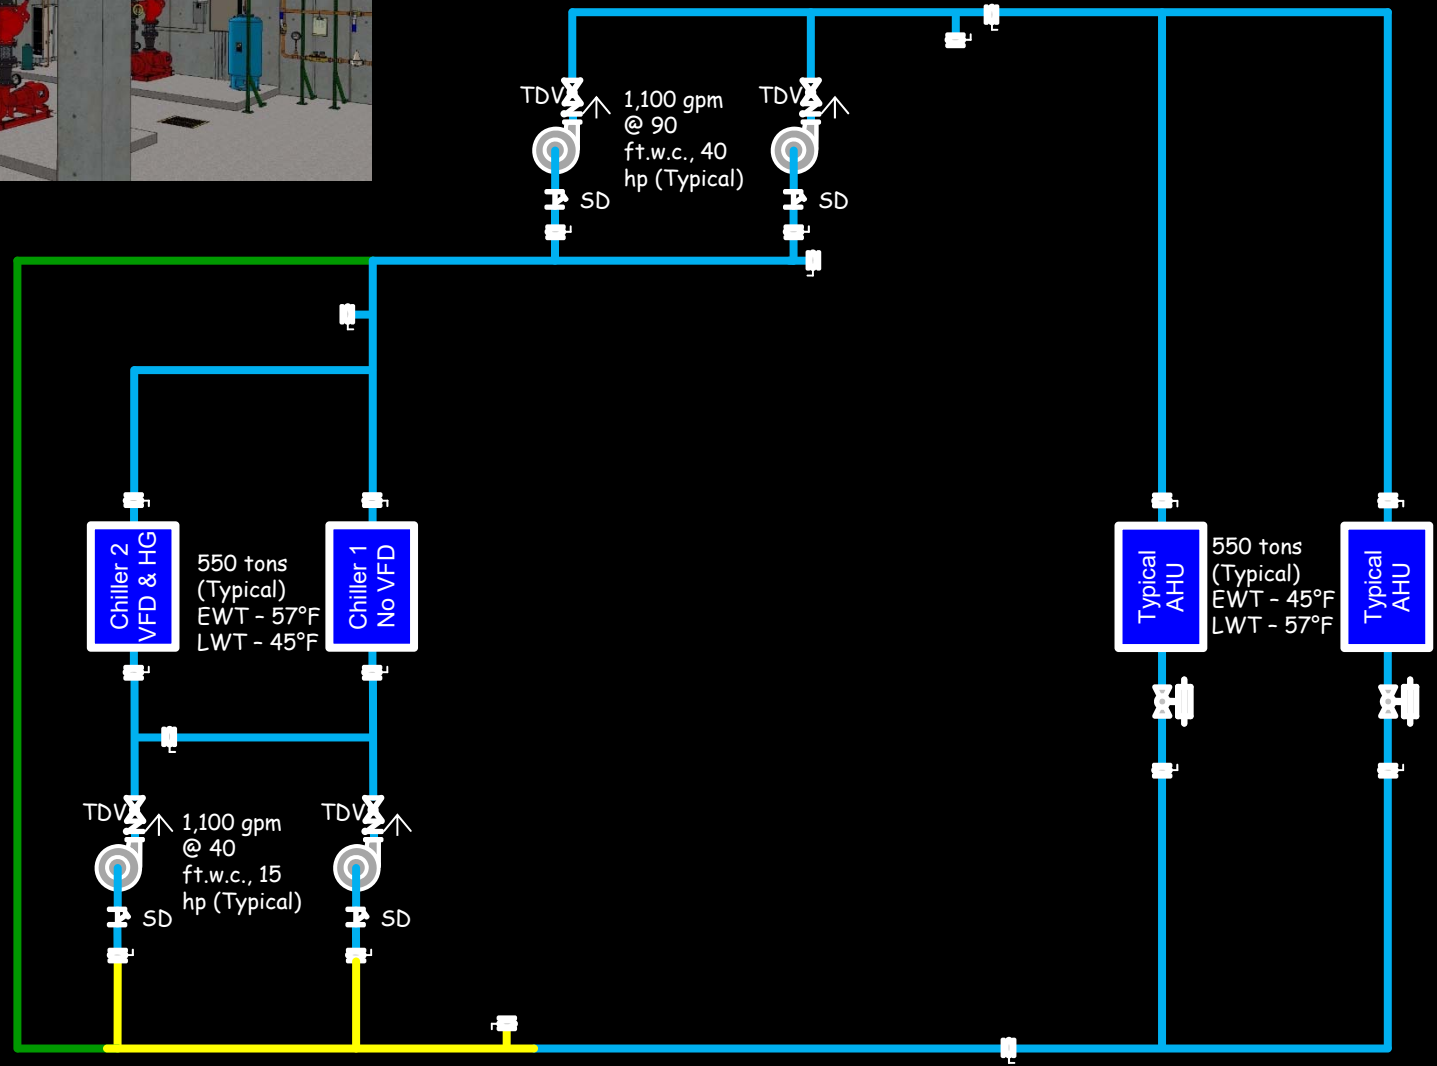 TDV
1,100 gpm
@ 90
ft.w.c., 40
hp (Typical)
TDV
SD
SD
Chiller 2
VFD & HG
550 tons
(Typical)
EWT - 57°F
LWT - 45°F
Chiller 1
No VFD
Typical
AHU
550 tons
(Typical)
EWT - 45°F
LWT - 57°F
Typical
AHU
TDV
1,100 gpm
@ 40
ft.w.c., 15
hp (Typical)
TDV
SD
SD